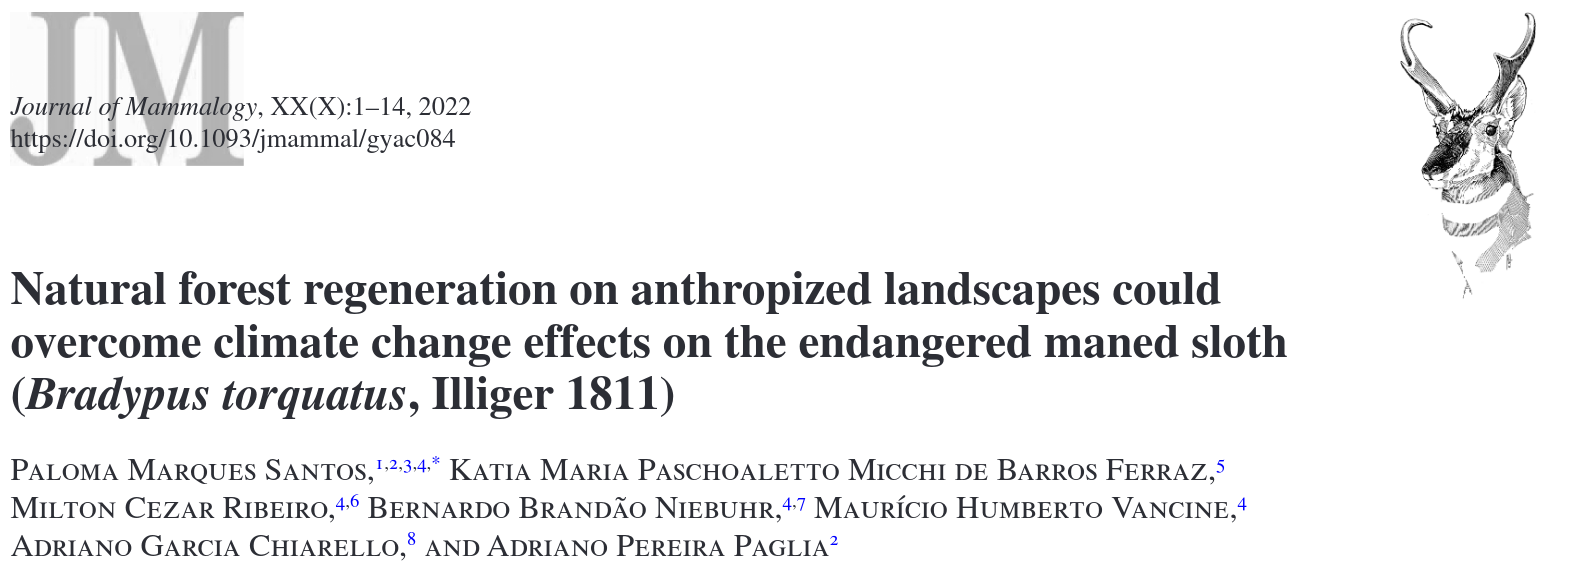 JM
Journal of Mammalogy, XX(X):1–14, 2022
https://doi.org/10.1093/jmammal/gyac084
Natural forest regeneration on anthropized landscapes could
overcome climate change effects on the endangered maned sloth
(Bradypus torquatus, Illiger 1811)
Paloma Marques Santos,1,2,3,4,* Katia Maria Paschoaletto Micchi de Barros Ferraz,5
Milton Cezar Ribeiro,4,6 Bernardo Brandão Niebuhr,4,7 Maurício Humberto Vancine,4
Adriano Garcia Chiarello,8 and Adriano Pereira Paglia2